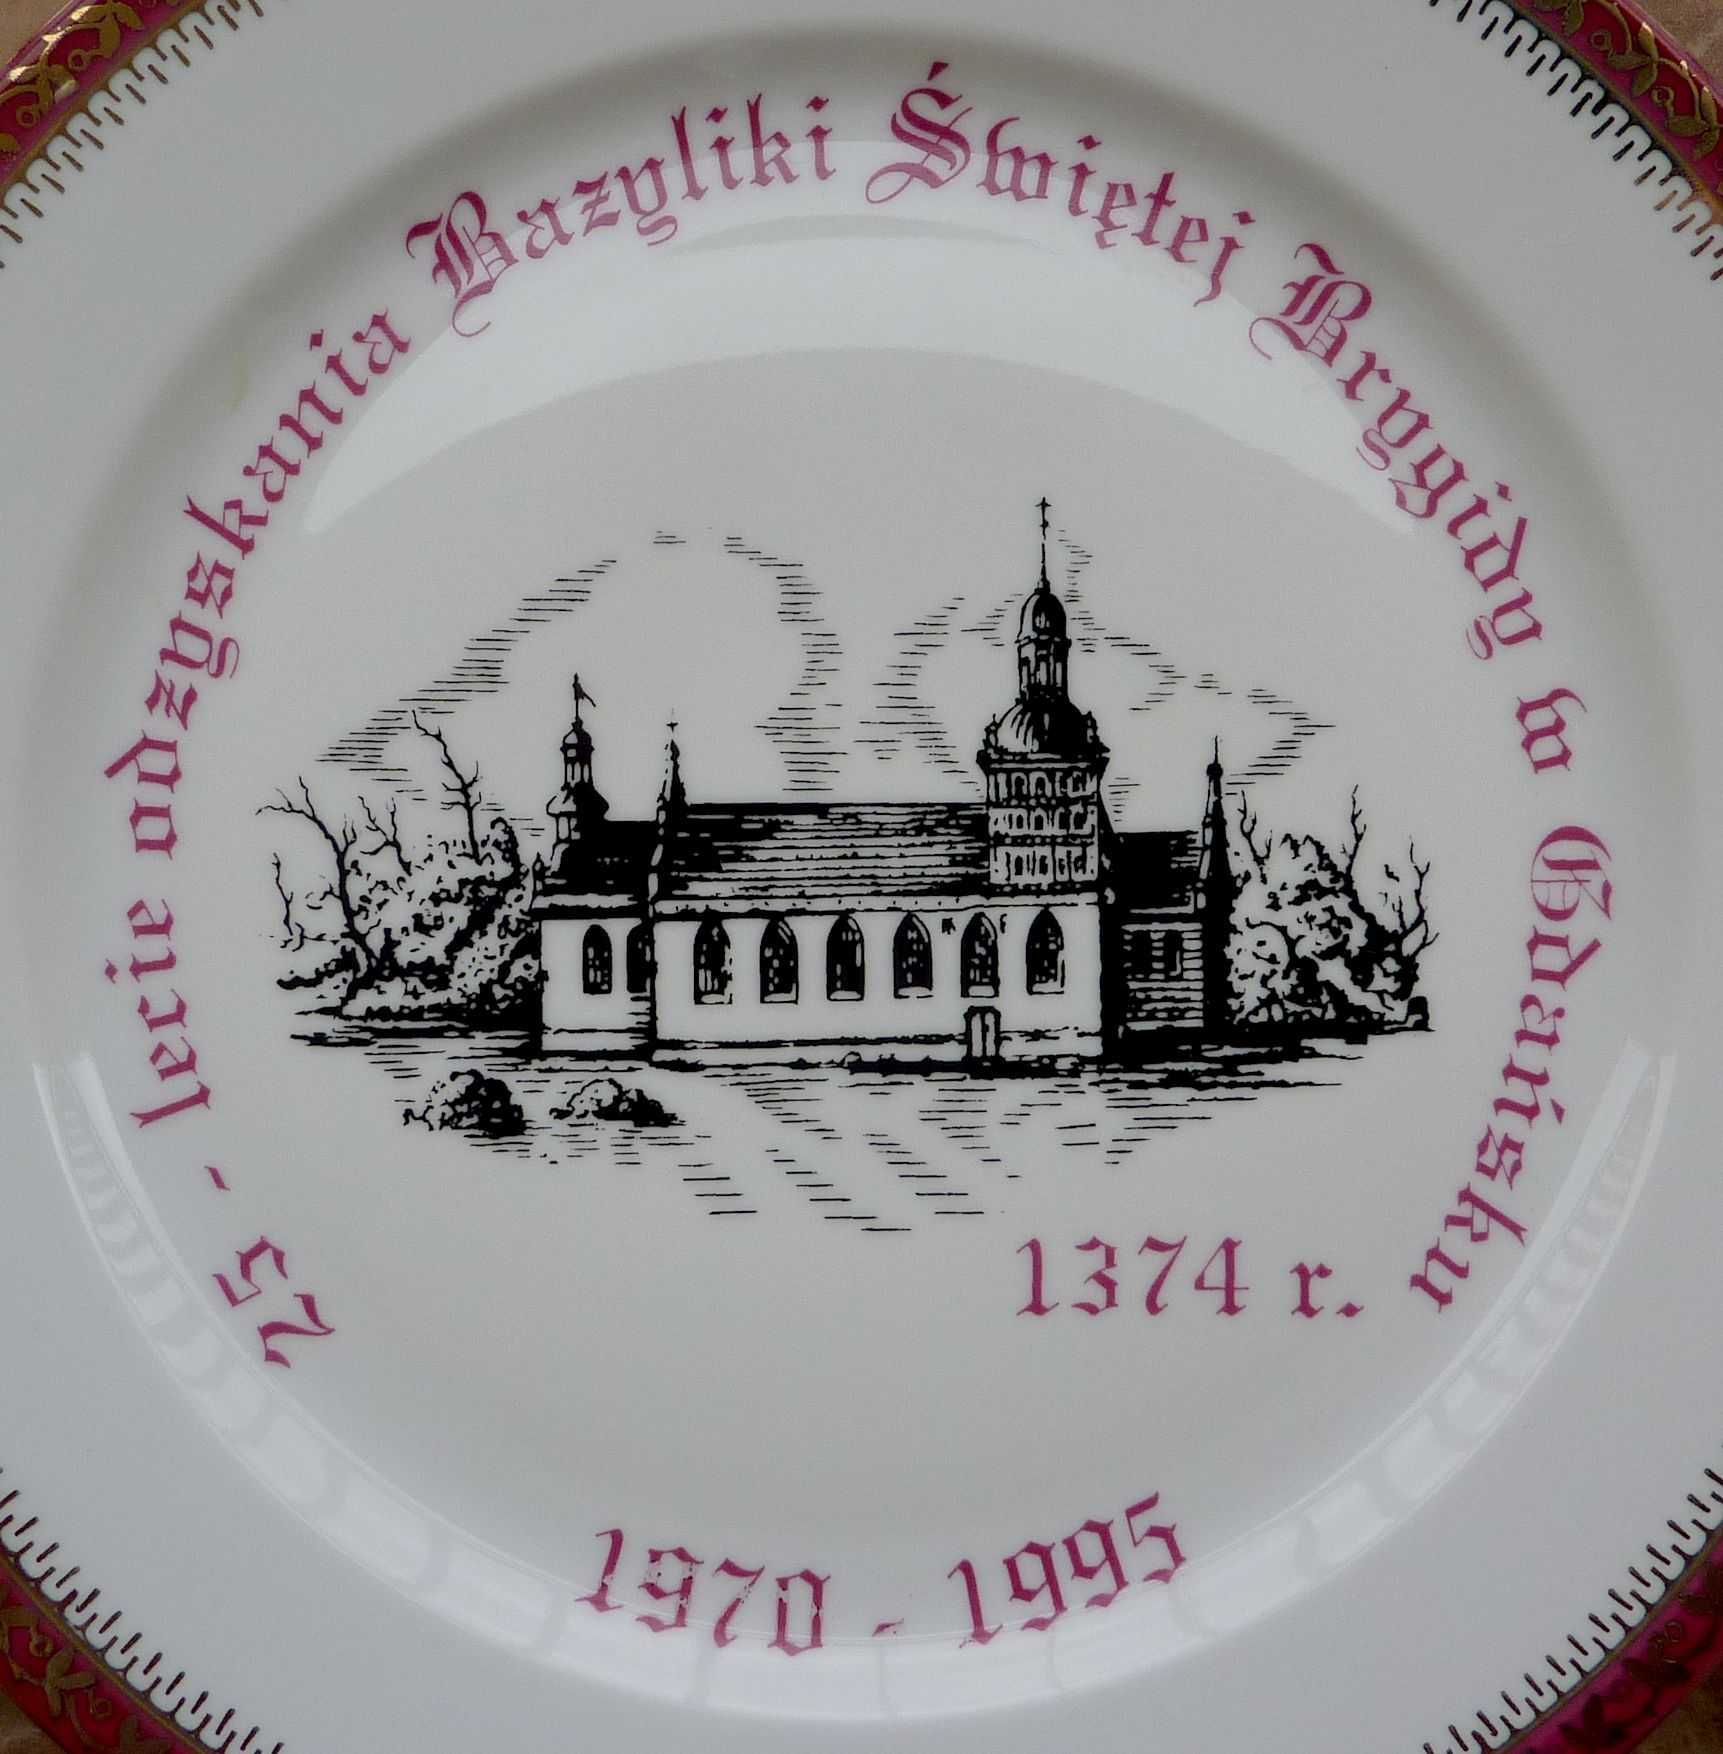 25 - lecie odzyskania Bazyliki Świętej Brygidy w Gdańsku
1374 r.
1970 - 1995